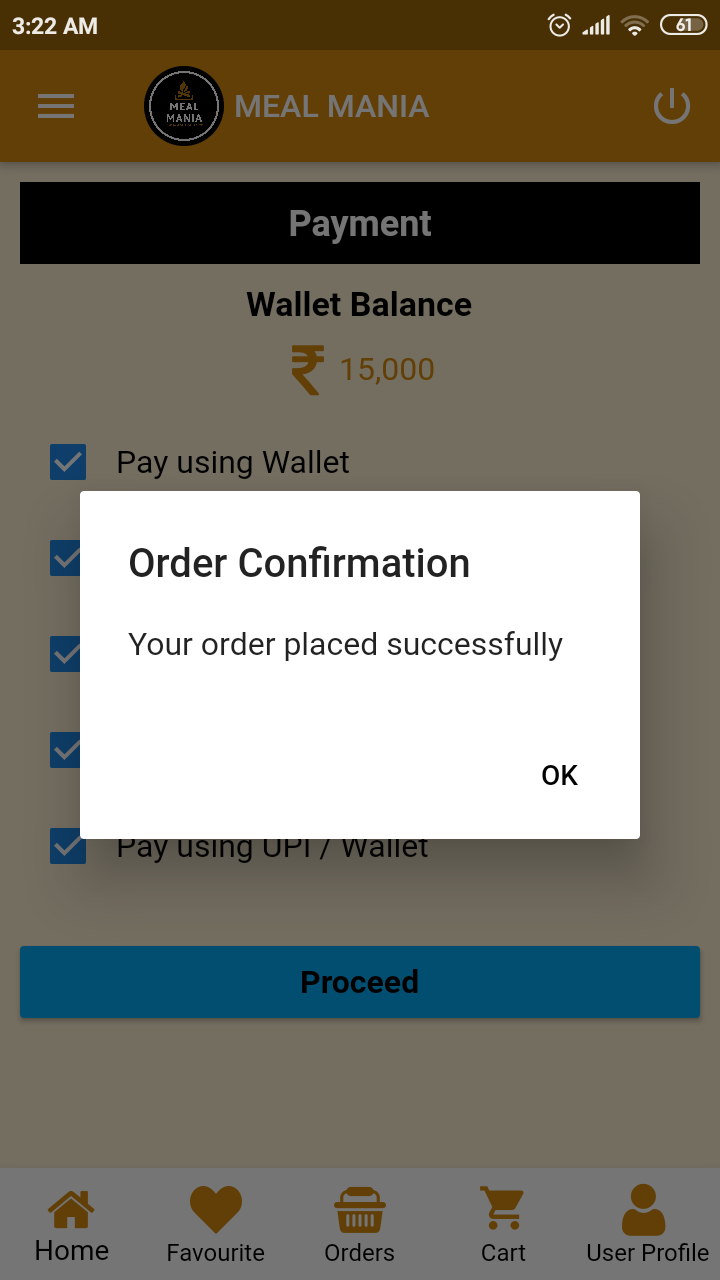 3:22 AM
61
MEAL
MANIA
MEAL MANIA
Payment
Wallet Balance
₹ 15,000
Pay using Wallet
Order Confirmation
Your order placed successfully
OK
Pay using UPI / Wallet
Proceed
Home
Favourite
Orders
Cart
User Profile